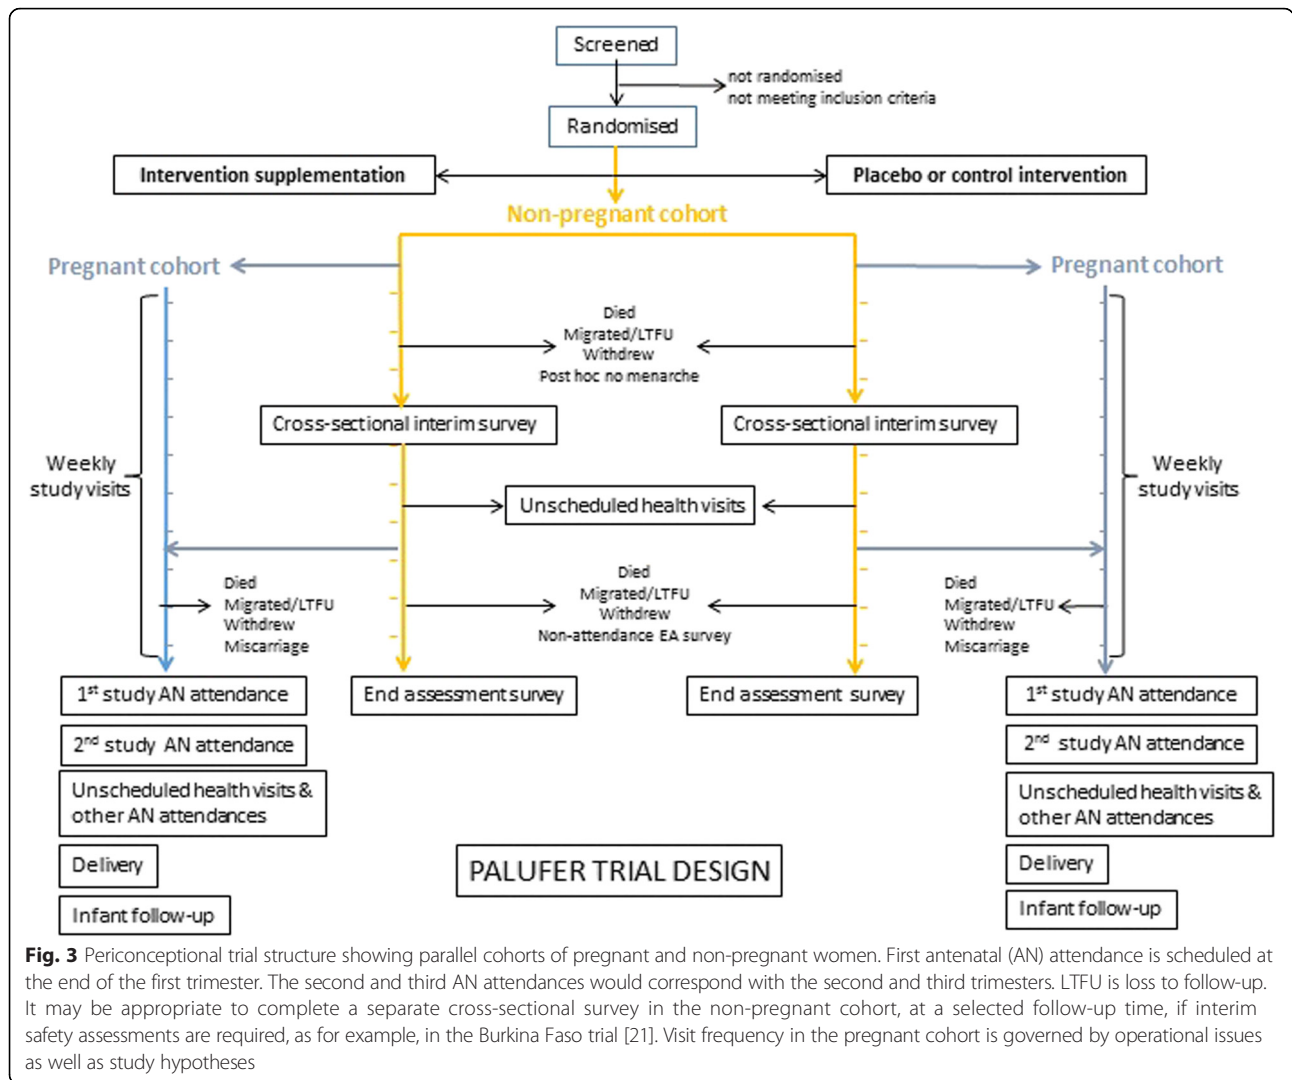 Screened
not randomised
not meeting inclusion criteria
Randomised
Intervention supplementation
Placebo or control intervention
Non-pregnant cohort
Pregnant cohort
Pregnant cohort
Died
Migrated/LTFU
Withdrew
Post hoc no menarche
Cross-sectional interim survey
Cross-sectional interim survey
Weekly
study visits
Weekly
study visits
Unscheduled health visits
Died
Migrated/LTFU
Withdrew
Miscarriage
Died
Migrated/LTFU
Withdrew
Non-attendance EA survey
Died
Migrated/LTFU
Withdrew
Miscarriage
1st study AN attendance
End assessment survey
End assessment survey
1st study AN attendance
2nd study AN attendance
2nd study AN attendance
Unscheduled health visits &
other AN attendances
Unscheduled health visits &
other AN attendances
Delivery
PALUFER TRIAL DESIGN
Delivery
Infant follow-up
Infant follow-up
Fig. 3 Periconceptional trial structure showing parallel cohorts of pregnant and non-pregnant women. First antenatal (AN) attendance is scheduled at
the end of the first trimester. The second and third AN attendances would correspond with the second and third trimesters. LTFU is loss to follow-up.
It may be appropriate to complete a separate cross-sectional survey in the non-pregnant cohort, at a selected follow-up time, if interim
safety assessments are required, as for example, in the Burkina Faso trial [21]. Visit frequency in the pregnant cohort is governed by operational issues
as well as study hypotheses